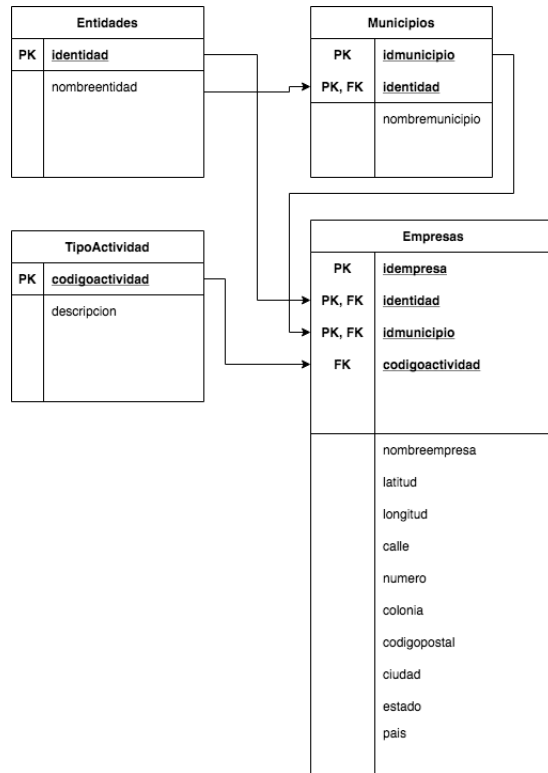 Entidades
PK identidad
nombreentidad
Municipios
PK idmunicipio
PK, FK identidad
nombremunicipio
TipoActividad
PK codigoactividad
descripcion
Empresas
PK idempresa
PK, FK identidad
PK, FK idmunicipio
FK codigoactividad
nombreempresa
latitud
longitud
calle
numero
colonia
codigopostal
ciudad
estado
pais